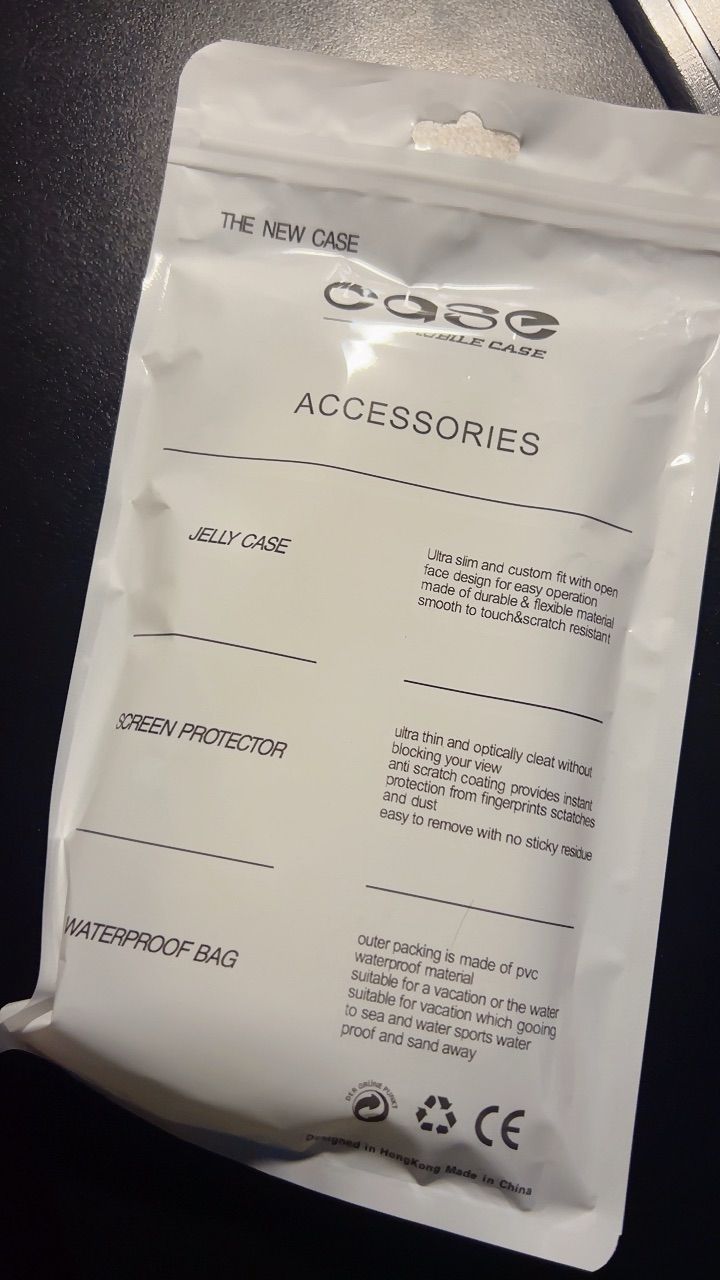 THE NEW CASE
case
MOBILE CASE
ACCESSORIES
JELLY CASE
Ultra slim and custom fit with open
face design for easy operation
made of durable & flexible material
smooth to touch&scratch resistant
SCREEN PROTECTOR
ultra thin and optically cleat without
blocking your view
anti scratch coating provides instant
protection from fingerprints sctatches
and dust
easy to remove with no sticky residue
WATERPROOF BAG
outer packing is made of pvc
waterproof material
suitable for a vacation or the water
suitable for vacation which gooing
to sea and water sports water
proof and sand away
DER GRÜNE PUNKT
CE
Designed in HongKong Made in China